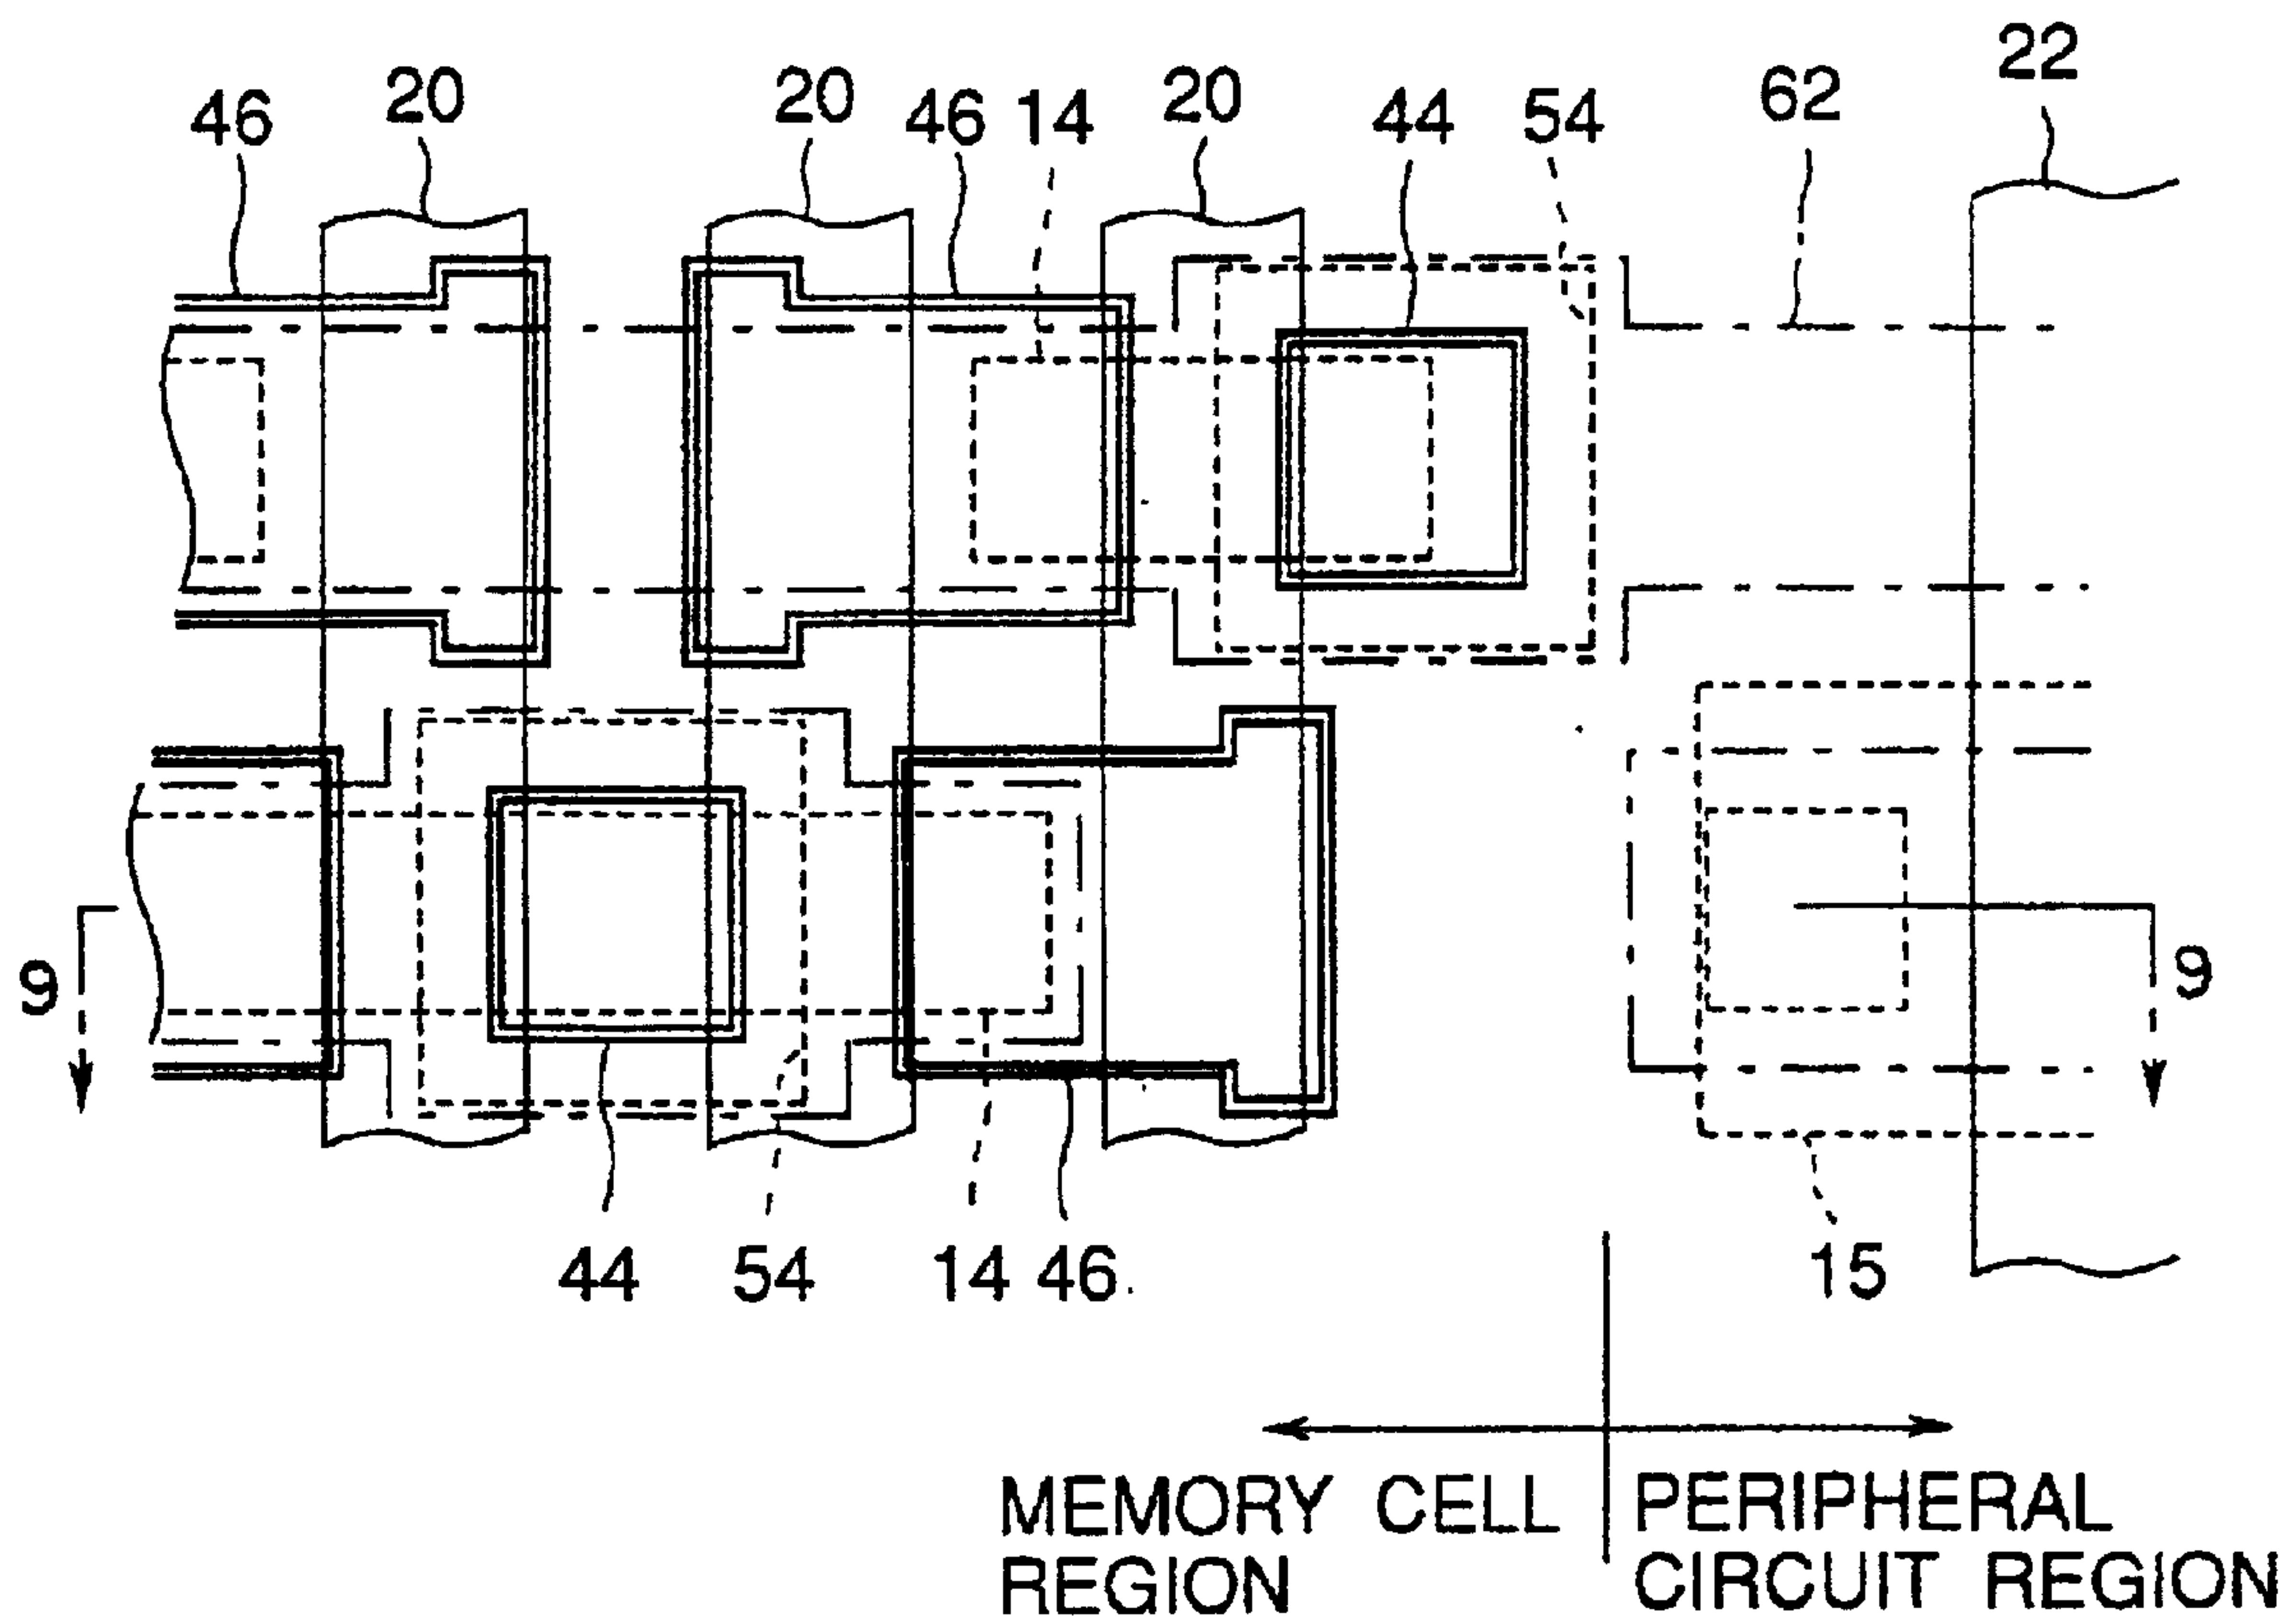 22
20 20 20 62
46 46 14 44 54
9 9
44 54 14 46 15
MEMORY CELL REGION
PERIPHERAL CIRCUIT REGION